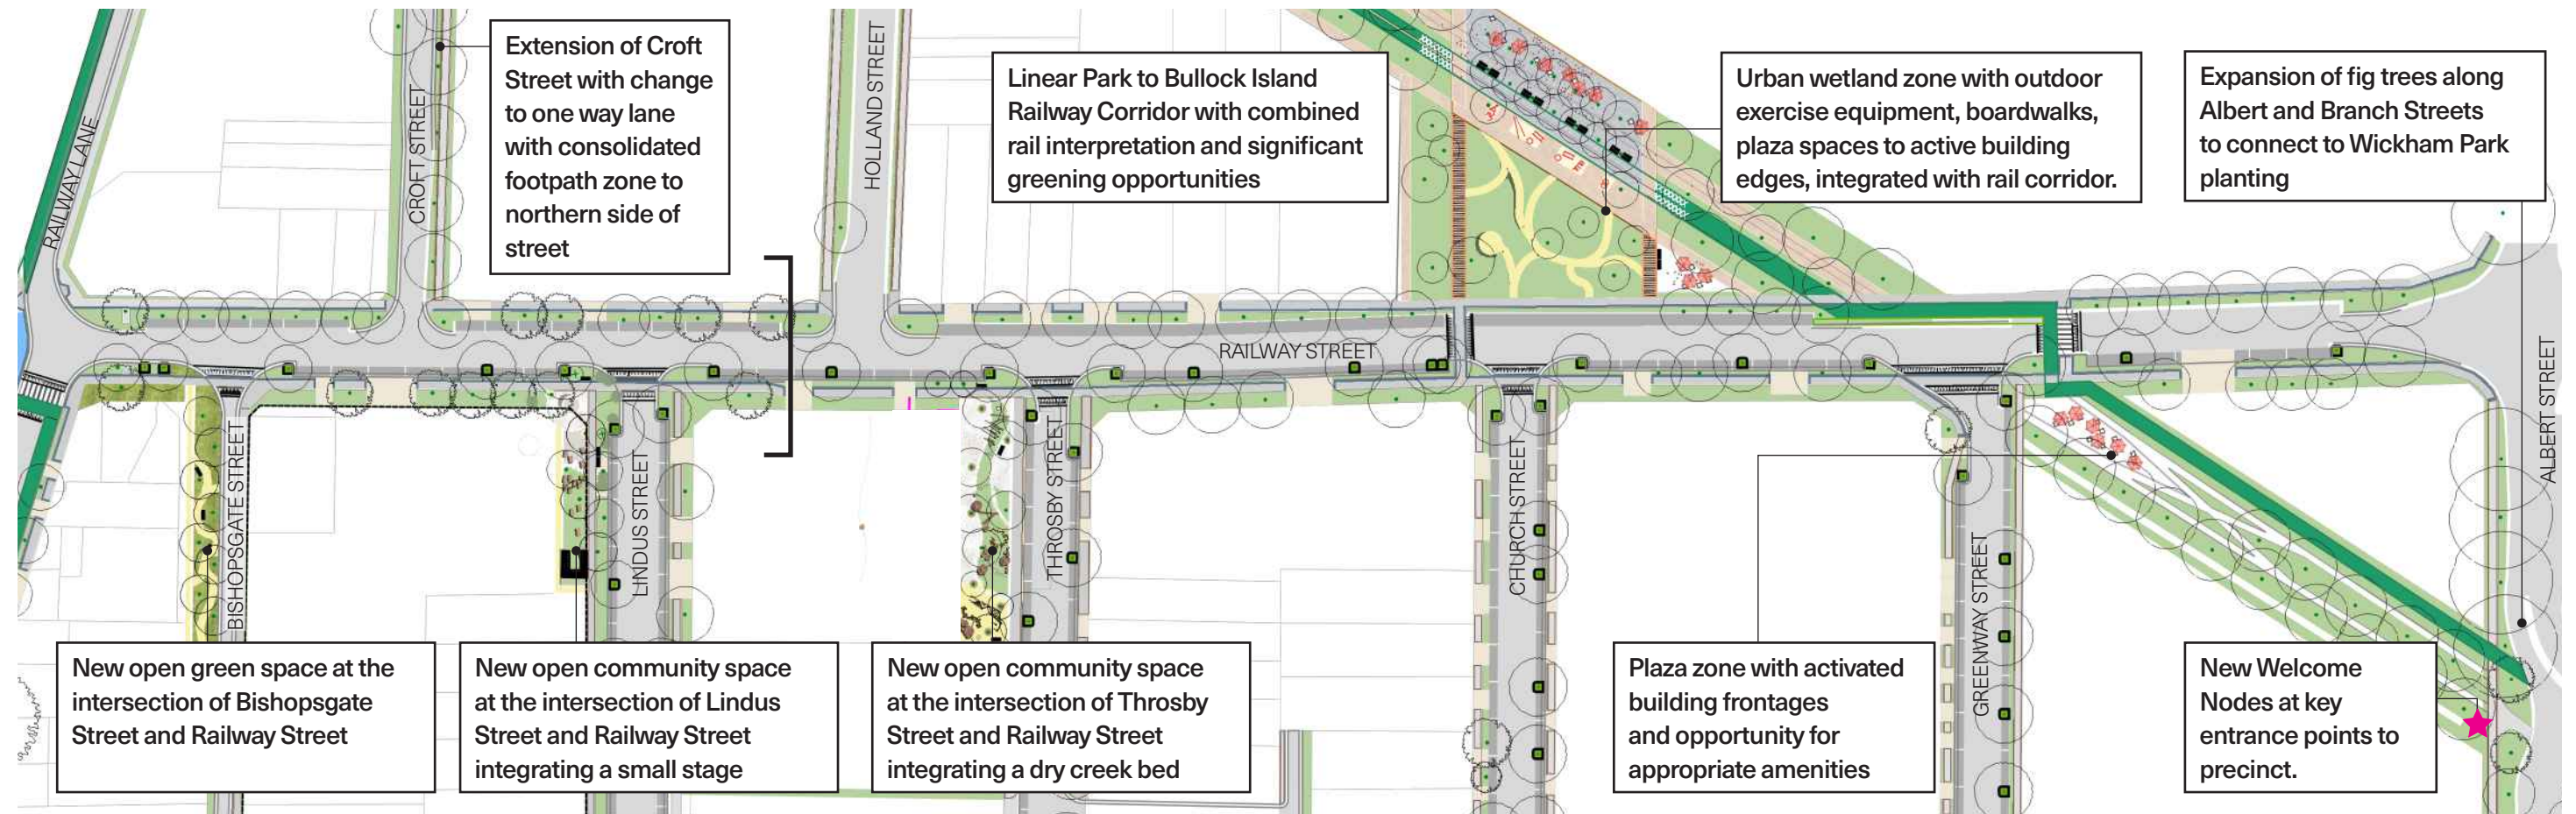 Extension of Croft
Street with change
to one way lane
with consolidated
footpath zone to
northern side of
street
Linear Park to Bullock Island
Railway Corridor with combined
rail interpretation and significant
greening opportunities
Urban wetland zone with outdoor
exercise equipment, boardwalks,
plaza spaces to active building
edges, integrated with rail corridor.
Expansion of fig trees along
Albert and Branch Streets
to connect to Wickham Park
planting
RAILWAY LANE
CROFT STREET
HOLLAND STREET
RAILWAY STREET
ALBERT STREET
BISHOPSGATE STREET
LINDUS STREET
THROSBY STREET
CHURCH STREET
GREENWAY STREET
New open green space at the
intersection of Bishopsgate
Street and Railway Street
New open community space
at the intersection of Lindus
Street and Railway Street
integrating a small stage
New open community space
at the intersection of Throsby
Street and Railway Street
integrating a dry creek bed
Plaza zone with activated
building frontages
and opportunity for
appropriate amenities
New Welcome
Nodes at key
entrance points to
precinct.